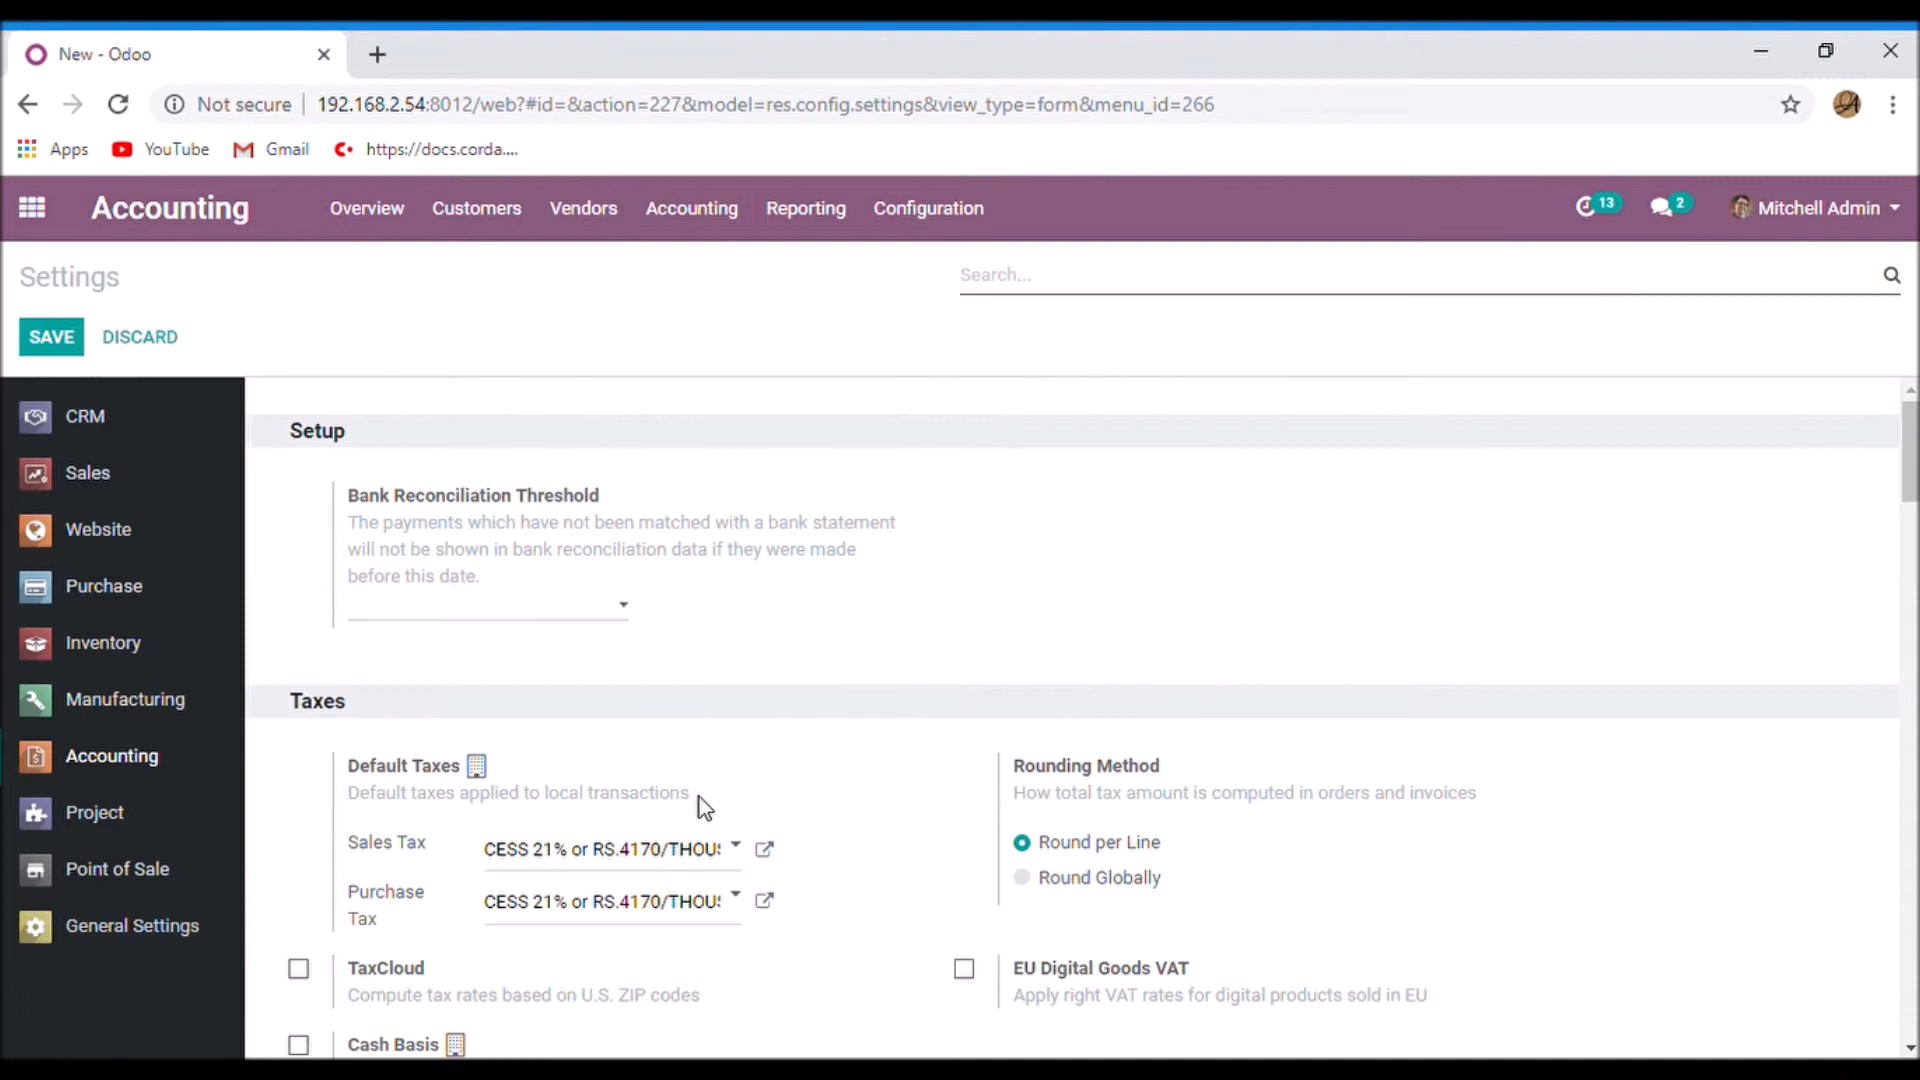 New - Odoo
Not secure
192.168.2.54:8012/web?#id=&action=227&model=res.config.settings&view_type=form&menu_id=266
Apps
YouTube
Gmail
https://docs.corda....
Accounting
Overview
Customers
Vendors
Accounting
Reporting
Configuration
13
2
Mitchell Admin
Settings
Search...
SAVE
DISCARD
CRM
Sales
Website
Purchase
Inventory
Manufacturing
Accounting
Project
Point of Sale
General Settings
Setup
Bank Reconciliation Threshold
The payments which have not been matched with a bank statement
will not be shown in bank reconciliation data if they were made
before this date.
Taxes
Default Taxes
Default taxes applied to local transactions
Sales Tax
CESS 21% or RS.4170/THOUS
Purchase
Tax
CESS 21% or RS.4170/THOUS
Rounding Method
How total tax amount is computed in orders and invoices
Round per Line
Round Globally
TaxCloud
Compute tax rates based on U.S. ZIP codes
EU Digital Goods VAT
Apply right VAT rates for digital products sold in EU
Cash Basis